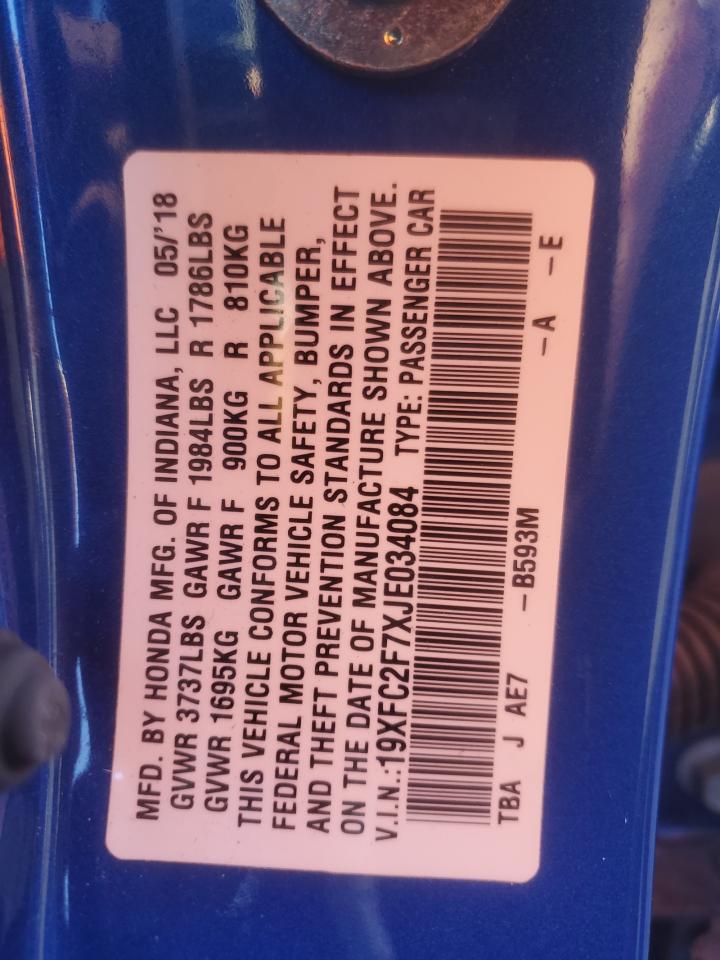 MFD. BY HONDA MFG. OF INDIANA, LLC 05/'18
GVWR 3737LBS GAWR F 1984LBS R 1786LBS
GVWR 1695KG GAWR F 900KG R 810KG
THIS VEHICLE CONFORMS TO ALL APPLICABLE
FEDERAL MOTOR VEHICLE SAFETY, BUMPER,
AND THEFT PREVENTION STANDARDS IN EFFECT
ON THE DATE OF MANUFACTURE SHOWN ABOVE.
V.I.N.:19XFC2F7XJE034084 TYPE: PASSENGER CAR
TBA J AE7 -B593M -A -E